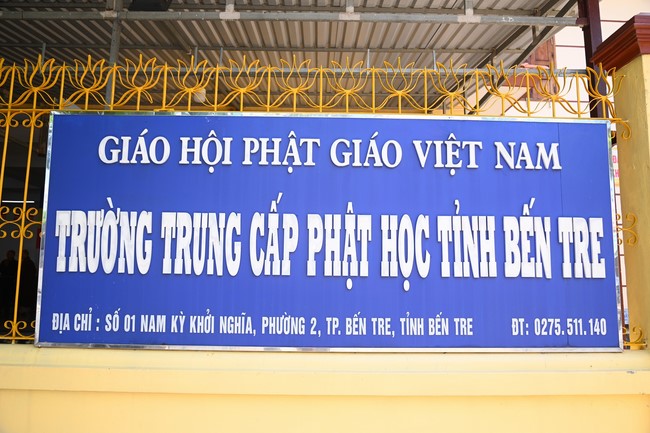 GIÁO HỘI PHẬT GIÁO VIỆT NAM
TRƯỜNG TRUNG CẤP PHẬT HỌC TỈNH BẾN TRE
ĐỊA CHỈ : SỐ 01 NAM KỲ KHỞI NGHĨA, PHƯỜNG 2, TP. BẾN TRE, TỈNH BẾN TRE ĐT: 0275.511.140